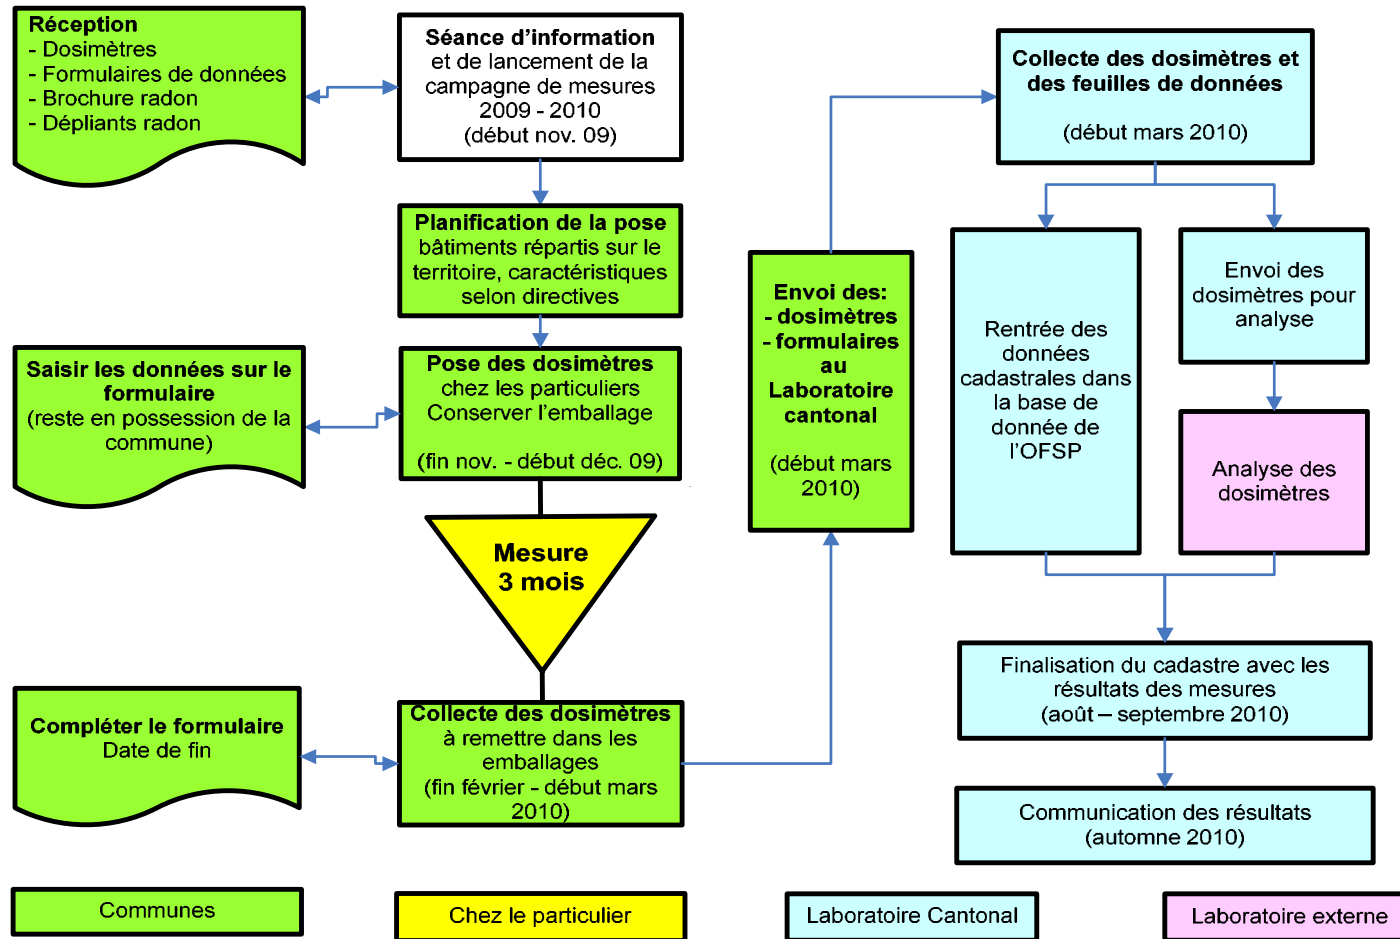 Réception
- Dosimètres
- Formulaires de données
- Brochure radon
- Dépliants radon
Séance d’information
et de lancement de la
campagne de mesures
2009 - 2010
(début nov. 09)
Planification de la pose
bâtiments répartis sur le
territoire, caractéristiques
selon directives
Saisir les données sur le
formulaire
(reste en possession de la
commune)
Pose des dosimètres
chez les particuliers
Conserver l’emballage
(fin nov. - début déc. 09)
Mesure
3 mois
Compléter le formulaire
Date de fin
Collecte des dosimètres
à remettre dans les
emballages
(fin février - début mars
2010)
Envoi des:
- dosimètres
- formulaires
au
Laboratoire
cantonal
(début mars
2010)
Collecte des dosimètres et
des feuilles de données
(début mars 2010)
Rentrée des
données
cadastrales dans
la base de
donnée de
l’OFSP
Envoi des
dosimètres pour
analyse
Analyse des
dosimètres
Finalisation du cadastre avec les
résultats des mesures
(août – septembre 2010)
Communication des résultats
(automne 2010)
Communes
Chez le particulier
Laboratoire Cantonal
Laboratoire externe